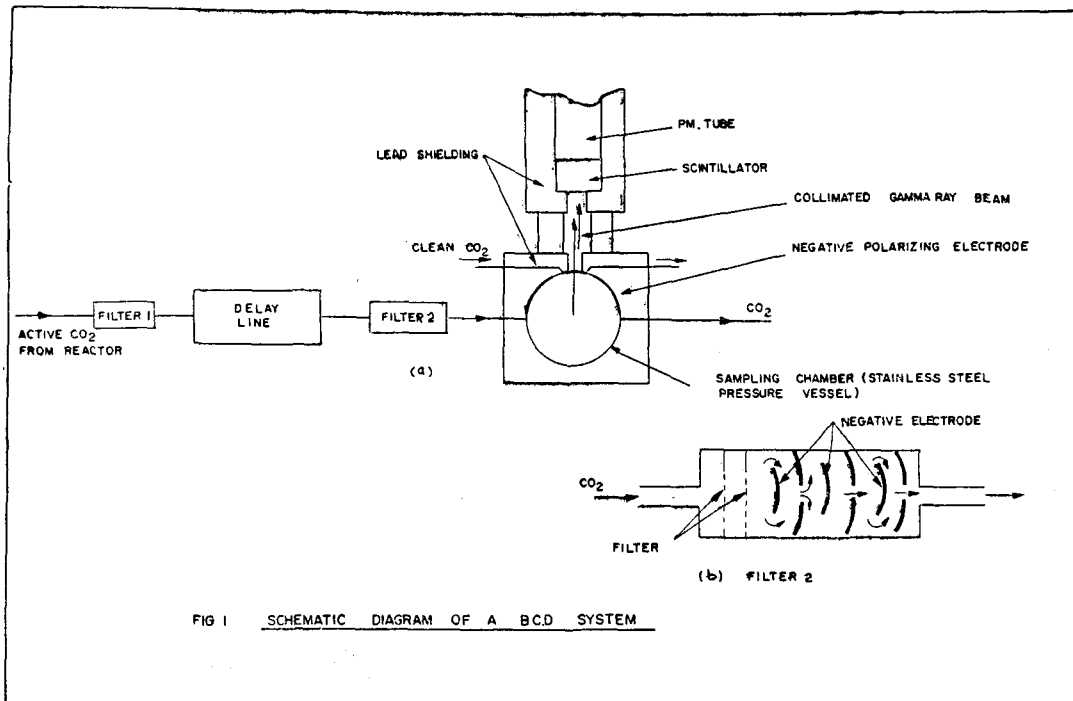 PM. TUBE
LEAD SHIELDING
SCINTILLATOR
COLLIMATED GAMMA RAY BEAM
CLEAN CO2
NEGATIVE POLARIZING ELECTRODE
FILTER 1
DELAY
LINE
FILTER 2
CO2
ACTIVE CO2
FROM REACTOR
(a)
SAMPLING CHAMBER (STAINLESS STEEL
PRESSURE VESSEL)
NEGATIVE ELECTRODE
CO2
FILTER
(b) FILTER 2
FIG 1 SCHEMATIC DIAGRAM OF A B.C.D SYSTEM